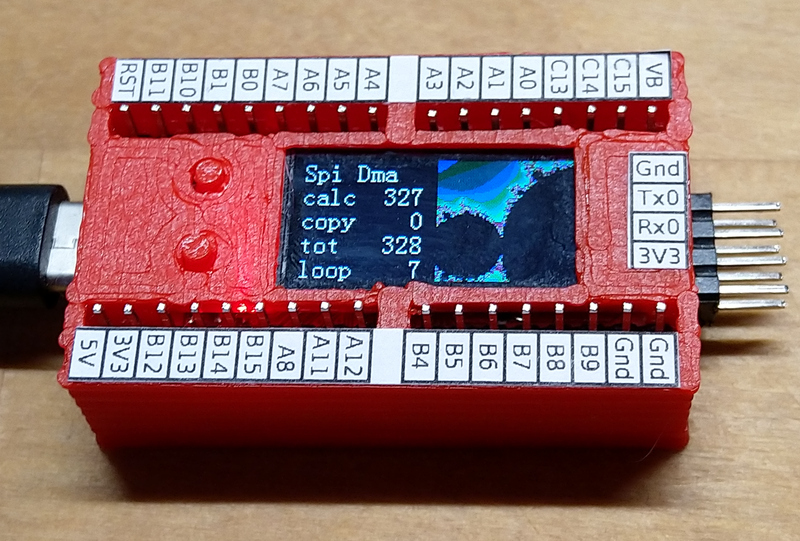 RST B11 B10 B1 B0 A7 A6 A5 A4 A3 A2 A1 A0 C13 C14 C15 VB
Spi Dma
calc 327
copy 0
tot 328
loop 7
Gnd
Tx0
Rx0
3V3
5V 3V3 B12 B13 B14 B15 A8 A11 A12 B4 B5 B6 B7 B8 B9 Gnd Gnd